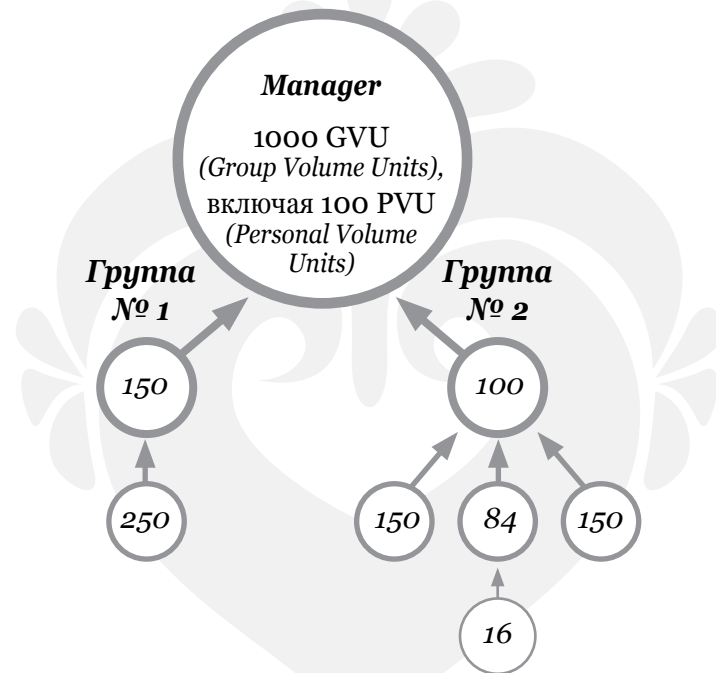 Manager
1000 GVU
(Group Volume Units),
включая 100 PVU
(Personal Volume
Units)
Группа
№ 1
Группа
№ 2
150
100
250
150
84
150
16